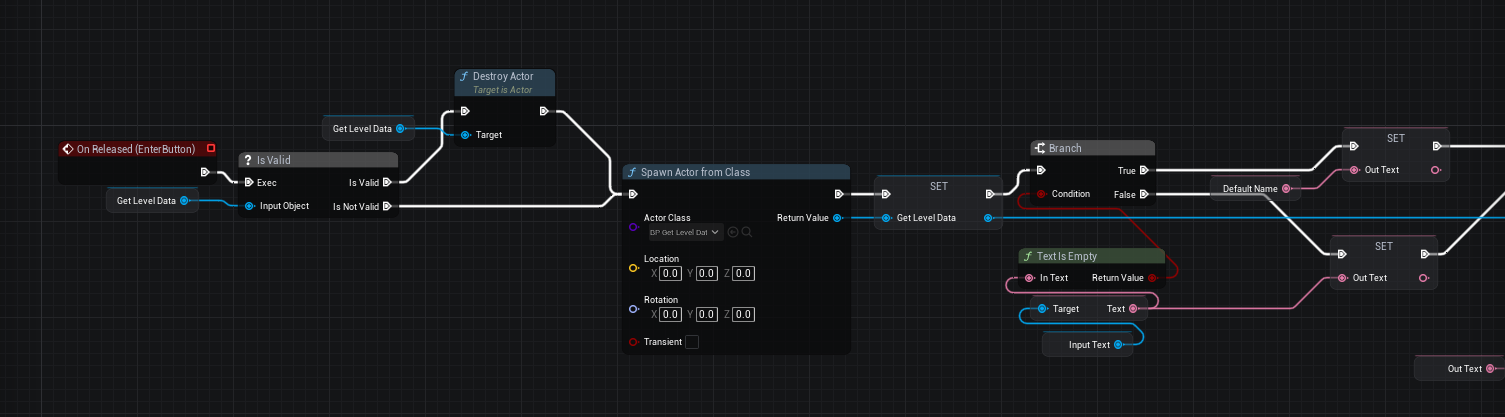 On Released (EnterButton)
Get Level Data
? Is Valid
Exec
Is Valid
Input Object
Is Not Valid
Get Level Data
f Destroy Actor
Target is Actor
Target
f Spawn Actor from Class
Actor Class
Return Value
BP Get Level Dat
Location
X 0.0 Y 0.0 Z 0.0
Rotation
X 0.0 Y 0.0 Z 0.0
Transient
SET
Get Level Data
Branch
True
Condition
False
f Text Is Empty
In Text
Return Value
Target
Text
Input Text
Default Name
SET
Out Text
SET
Out Text
Out Text